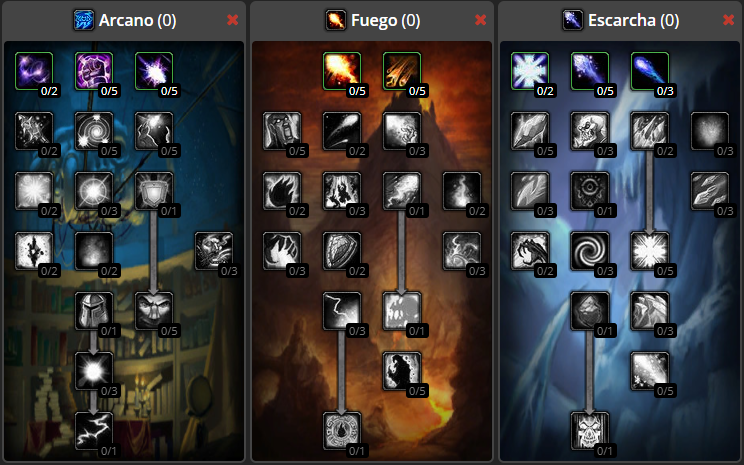 Arcano (0) Fuego (0) Escarcha (0)
0/2 0/5 0/5 0/5 0/5 0/2 0/5 0/3
0/2 0/5 0/5 0/5 0/2 0/3 0/5 0/3 0/2 0/3
0/2 0/3 0/1 0/2 0/3 0/1 0/2 0/3 0/1 0/3
0/2 0/2 0/3 0/3 0/2 0/3 0/2 0/3 0/5
0/1 0/5 0/3 0/1 0/1 0/3
0/3 0/5 0/5
0/1 0/1 0/1